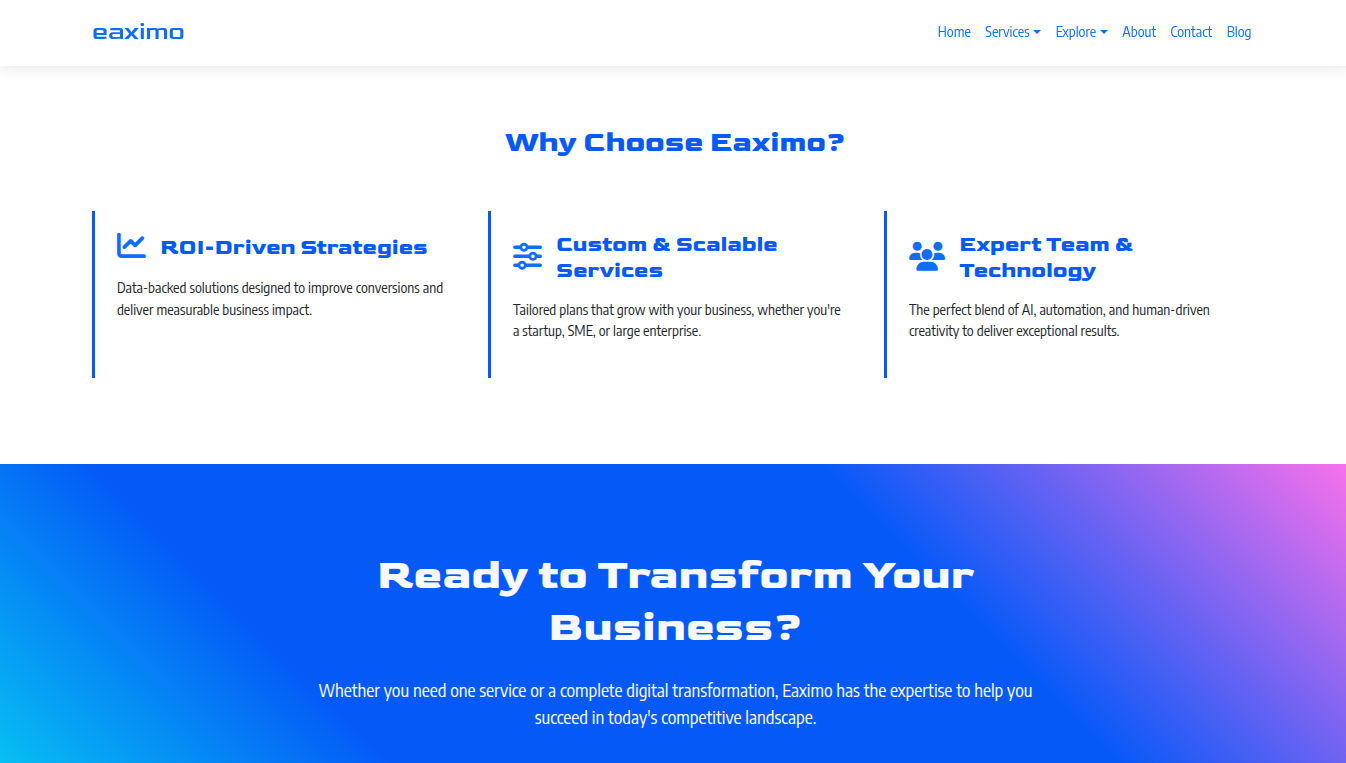 eaximo
Home Services Explore About Contact Blog
Why Choose Eaximo?
ROI-Driven Strategies
Data-backed solutions designed to improve conversions and
deliver measurable business impact.
Custom & Scalable
Services
Tailored plans that grow with your business, whether you're
a startup, SME, or large enterprise.
Expert Team &
Technology
The perfect blend of AI, automation, and human-driven
creativity to deliver exceptional results.
Ready to Transform Your
Business?
Whether you need one service or a complete digital transformation, Eaximo has the expertise to help you
succeed in today's competitive landscape.